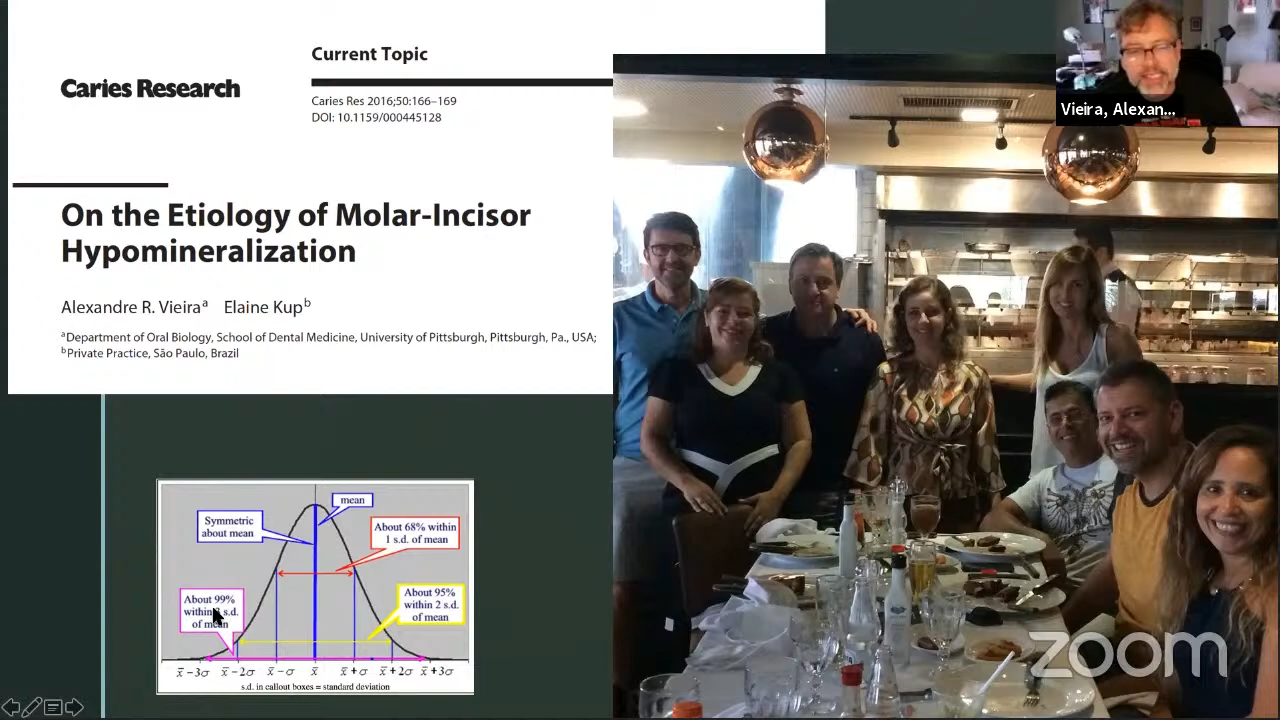 Current Topic
Caries Research
Caries Res 2016;50:166–169
DOI: 10.1159/000445128
On the Etiology of Molar-Incisor
Hypomineralization
Alexandre R. Vieiraᵃ Elaine Kupᵇ
ᵃDepartment of Oral Biology, School of Dental Medicine, University of Pittsburgh, Pittsburgh, Pa., USA;
ᵇPrivate Practice, São Paulo, Brazil
Vieira, Alexan...
mean
Symmetric
about mean
About 68% within
1 s.d. of mean
About 99%
within s.d.
of mean
About 95%
within 2 s.d.
of mean
x̄−3σ x̄−2σ x̄−σ x̄ x̄+σ x̄+2σ x̄+3σ
s.d. in callout boxes = standard deviation
zoom